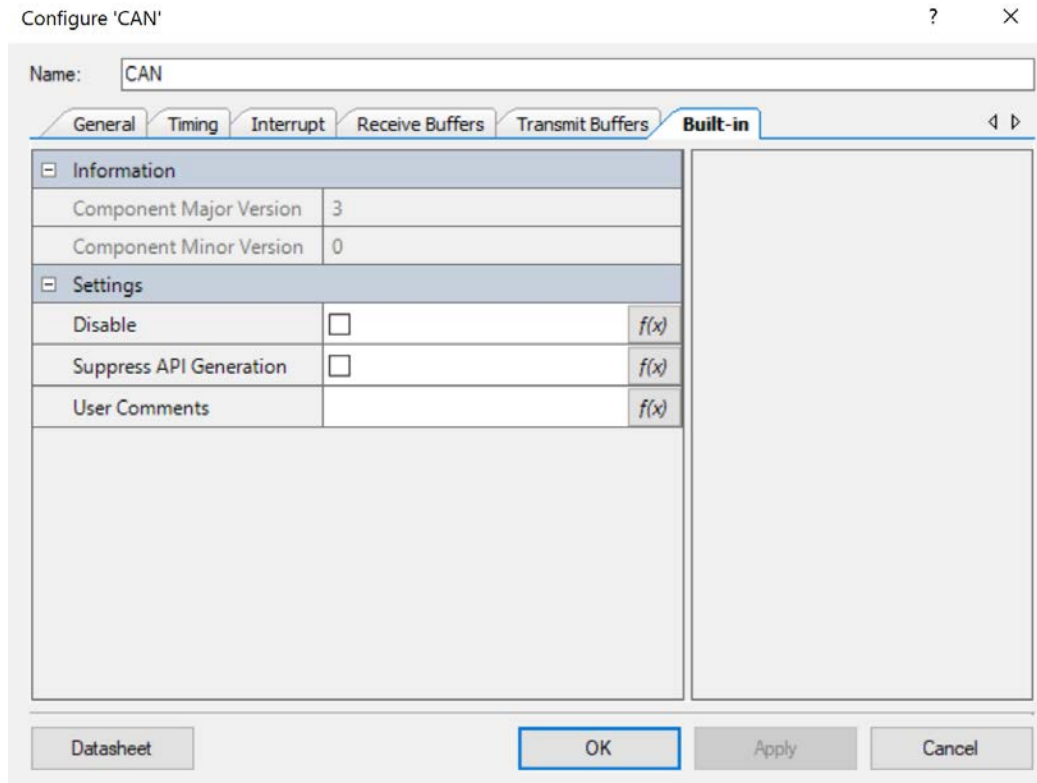 Configure 'CAN' ? ×
Name: CAN
General Timing Interrupt Receive Buffers Transmit Buffers Built-in
Information
Component Major Version 3
Component Minor Version 0
Settings
Disable f(x)
Suppress API Generation f(x)
User Comments f(x)
Datasheet OK Apply Cancel